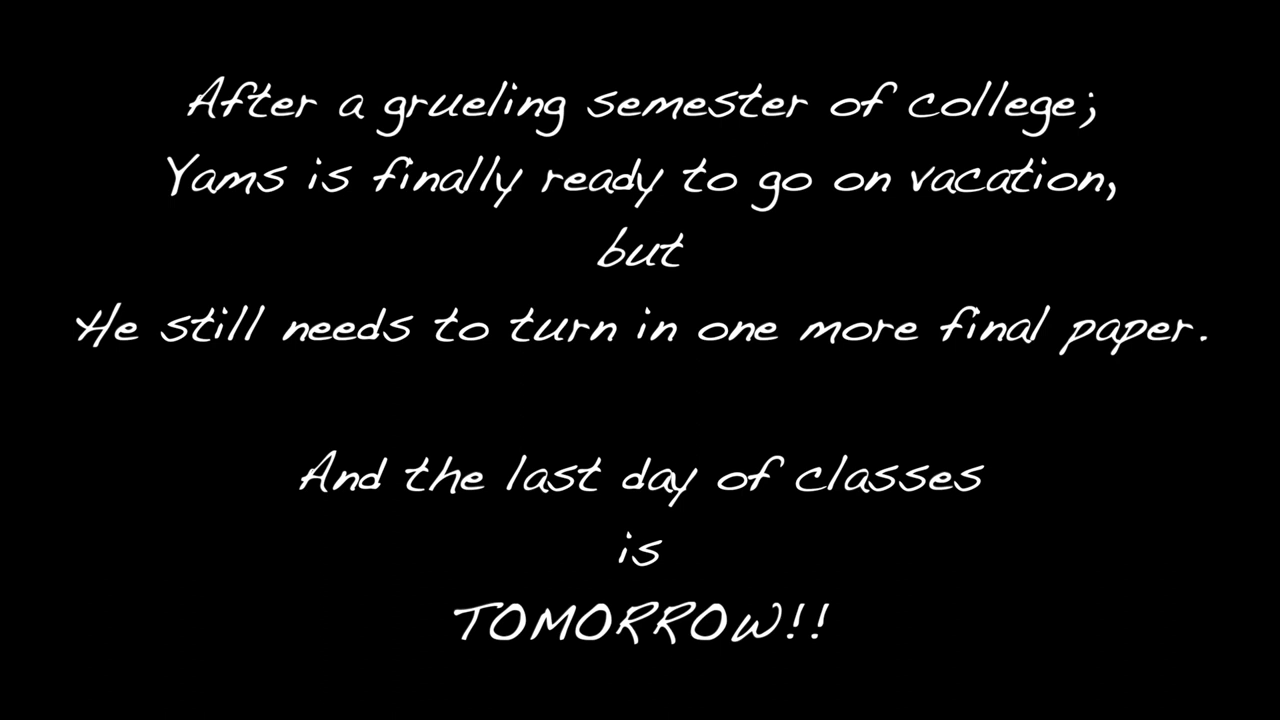 After a grueling semester of college;
Yams is finally ready to go on vacation,
but
He still needs to turn in one more final paper.
And the last day of classes
is
TOMORROW!!